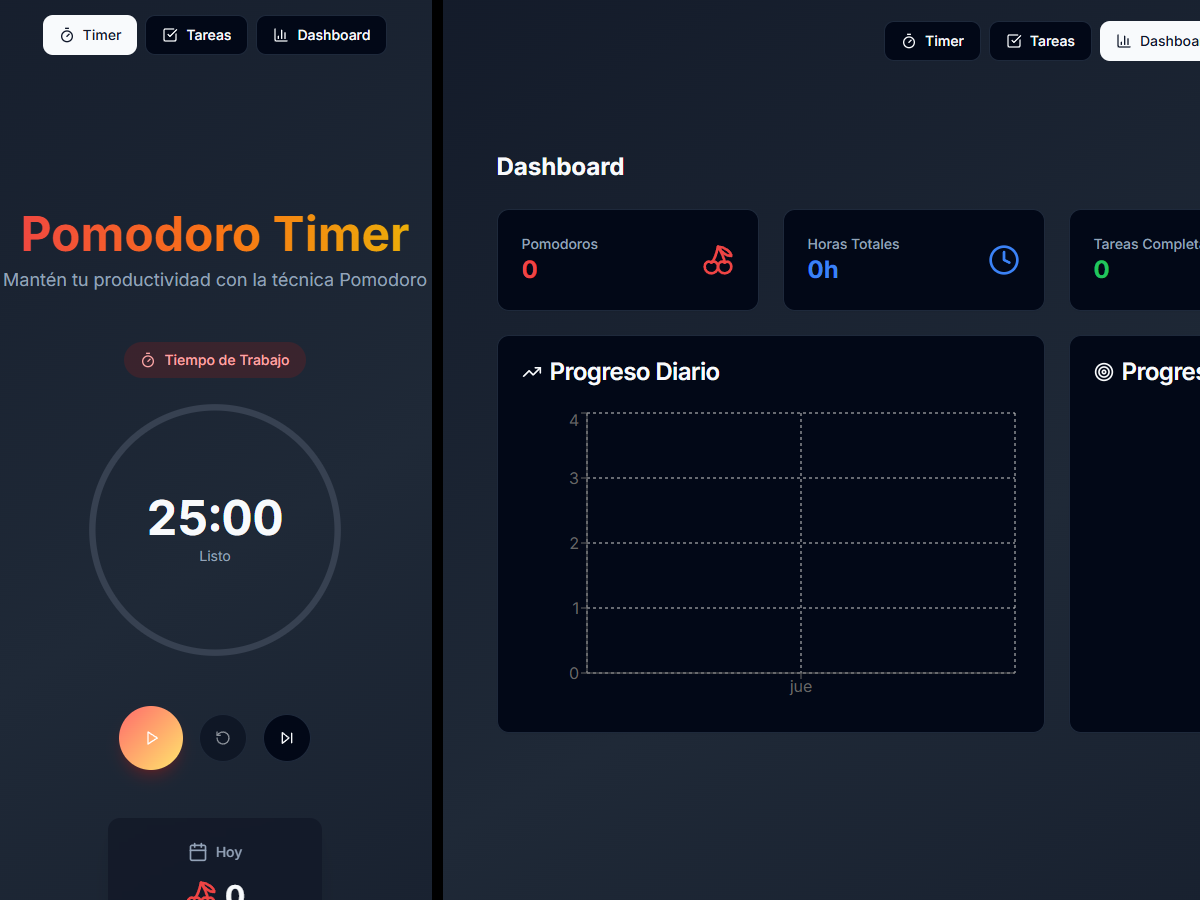 Timer
Tareas
Dashboard
Pomodoro Timer
Mantén tu productividad con la técnica Pomodoro
Tiempo de Trabajo
25:00
Listo
Hoy
0
Timer
Tareas
Dashboa
Dashboard
Pomodoros
0
Horas Totales
0h
Tareas Complet
0
Progreso Diario
4
3
2
1
0
jue
Progres